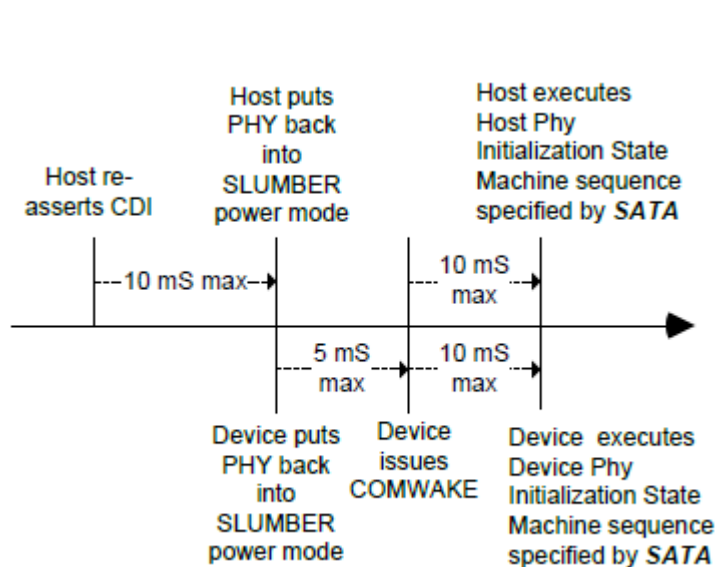 Host re-
asserts CDI
Host puts
PHY back
into
SLUMBER
power mode
Host executes
Host Phy
Initialization State
Machine sequence
specified by SATA
10 mS max
10 mS
max
5 mS
max
10 mS
max
Device puts
PHY back
into
SLUMBER
power mode
Device
issues
COMWAKE
Device executes
Device Phy
Initialization State
Machine sequence
specified by SATA